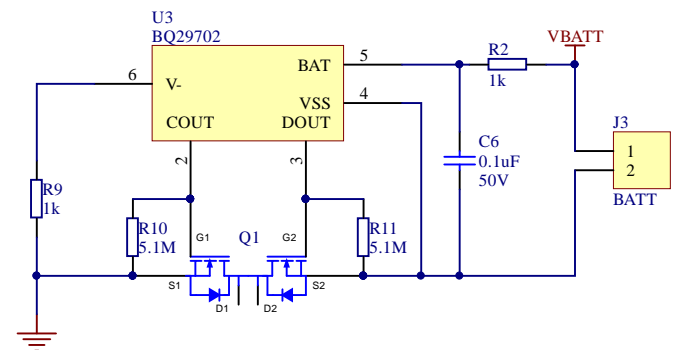 U3
BQ29702
VBATT
BAT
5
R2
1k
6
V-
VSS
4
COUT
DOUT
2
3
C6
0.1uF
50V
J3
1
2
BATT
R9
1k
R10
5.1M
G1
Q1
G2
R11
5.1M
S1
D1
D2
S2